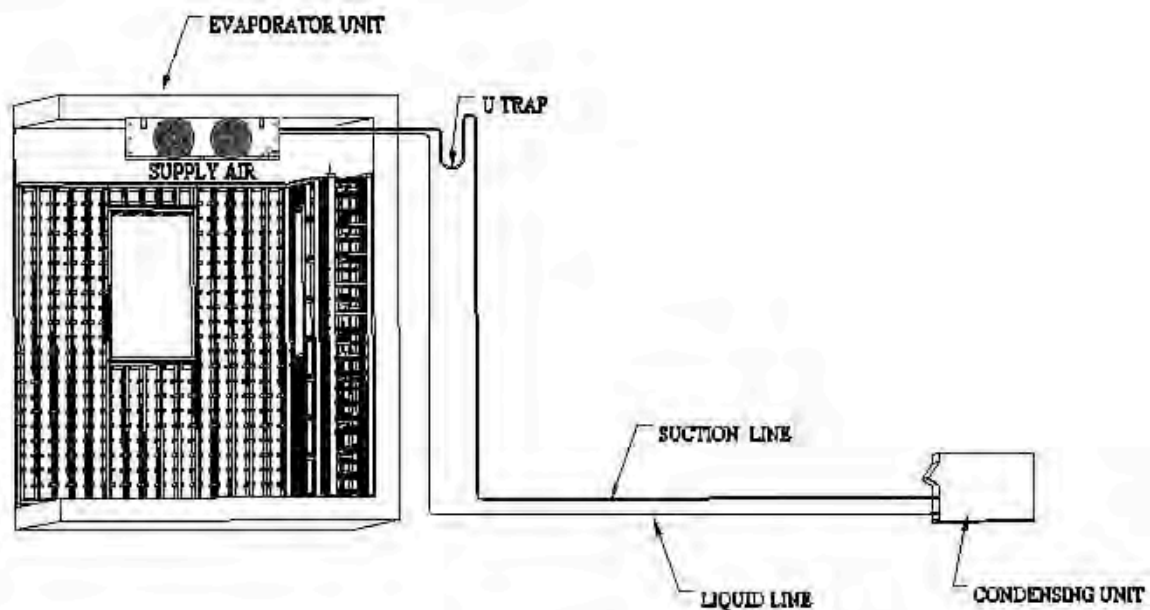 EVAPORATOR UNIT
U TRAP
SUPPLY AIR
SUCTION LINE
LIQUID LINE
CONDENSING UNIT